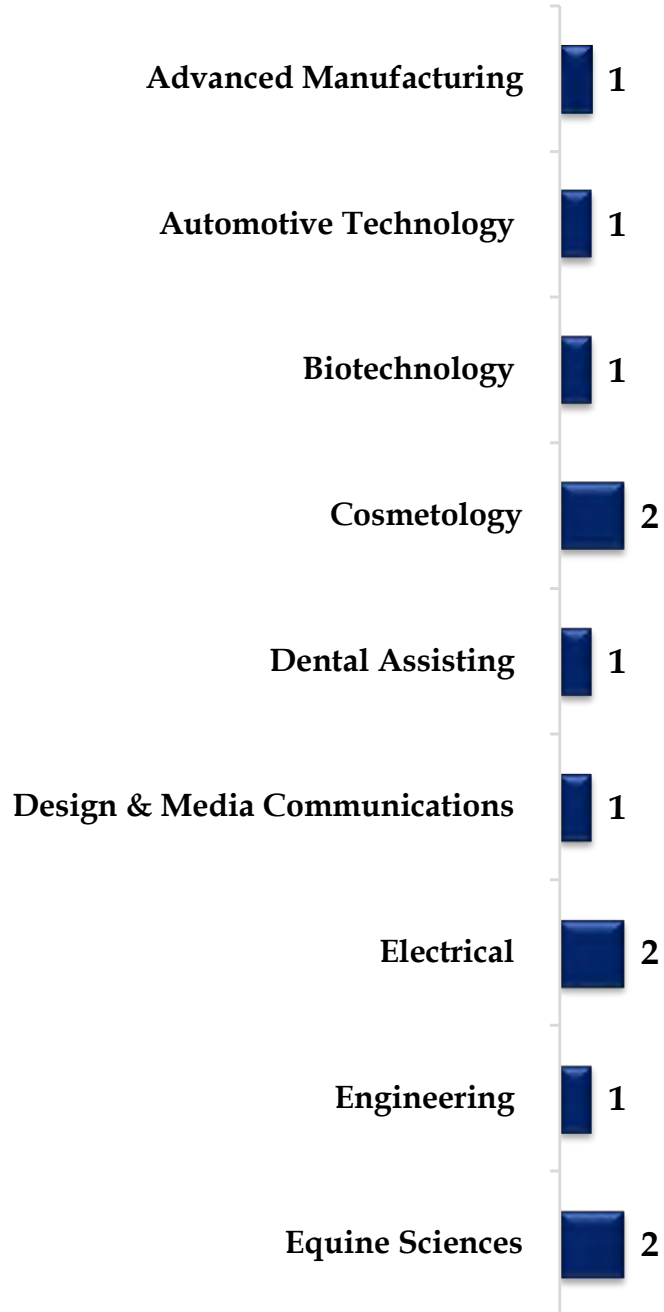 Advanced Manufacturing 1
Automotive Technology 1
Biotechnology 1
Cosmetology 2
Dental Assisting 1
Design & Media Communications 1
Electrical 2
Engineering 1
Equine Sciences 2